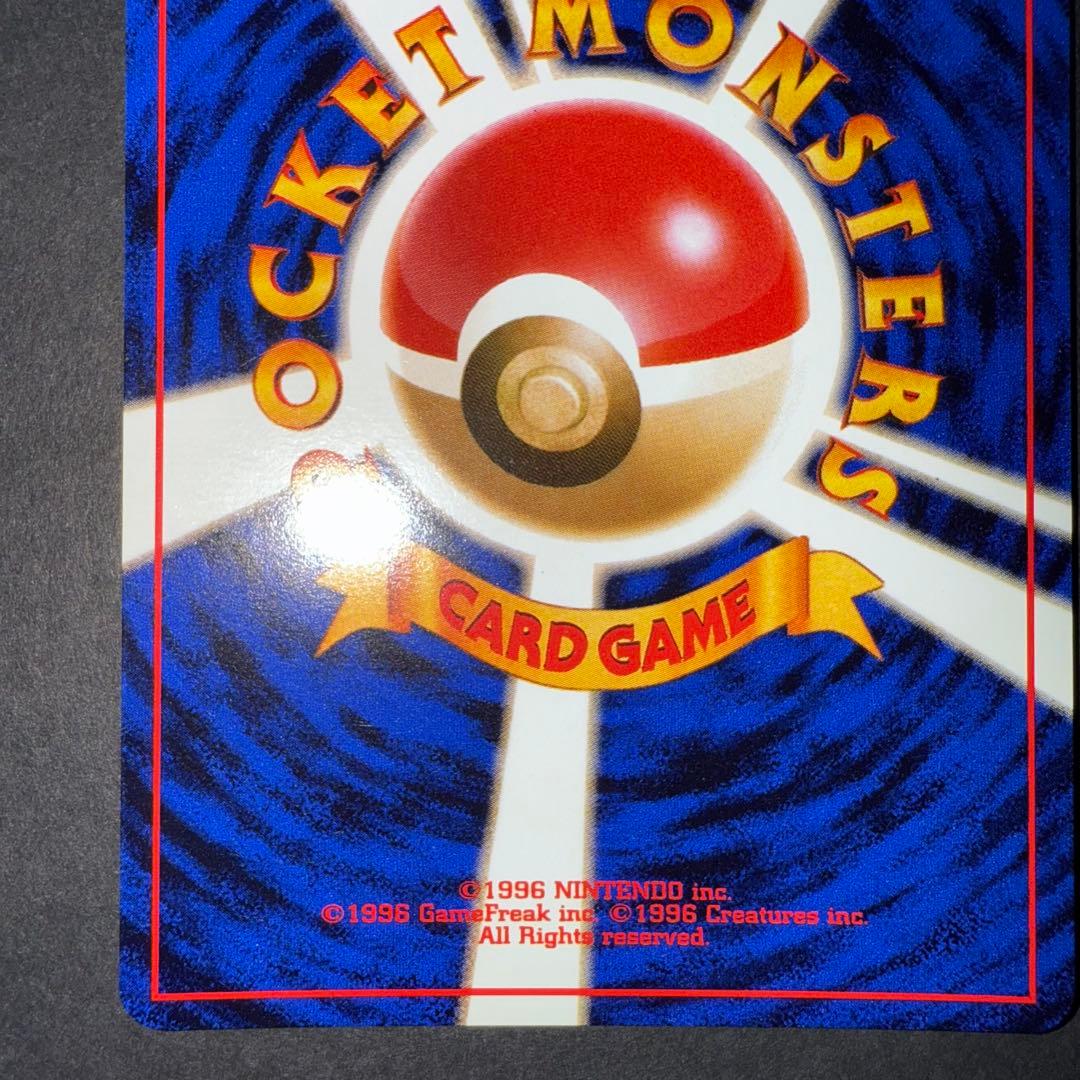 OCKET MONSTERS
CARD GAME
©1996 NINTENDO inc.
©1996 GameFreak inc. ©1996 Creatures inc.
All Rights reserved.